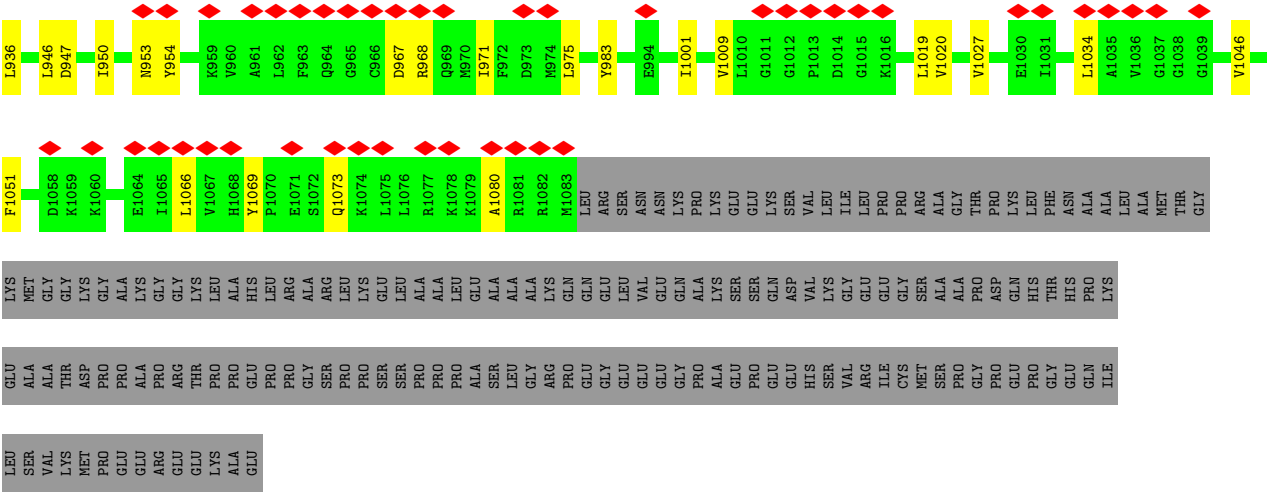 L936 L946 D947 I950 N953 Y954 K959 V960 A961 L962 F963 Q964 G965 C966 D967 R968 Q969 M970 I971 F972 D973 M974 L975 Y983 E994 I1001 V1009 L1010 G1011 G1012 P1013 D1014 G1015 K1016 L1019 V1020 V1027 E1030 I1031 L1034 A1035 V1036 G1037 G1038 G1039 V1046
F1051 D1058 K1059 K1060 E1064 I1065 L1066 V1067 H1068 Y1069 P1070 E1071 S1072 Q1073 K1074 L1075 L1076 R1077 K1078 K1079 A1080 R1081 R1082 M1083 LEU ARG SER ASN ASN LYS PRO LYS GLU GLU LYS SER VAL LEU ILE LEU PRO PRO ARG ALA GLY THR PRO LYS LEU PHE ASN ALA ALA LEU ALA MET THR GLY
LYS MET GLY GLY LYS GLY ALA LYS GLY GLY LYS LEU ALA HIS LEU ARG ALA ARG LEU LYS GLU LEU ALA ALA LEU GLU ALA ALA ALA LYS GLN GLN GLU LEU VAL GLU GLN ALA LYS SER SER GLN ASP VAL LYS GLY GLU GLU GLY SER ALA ALA PRO ASP GLN HIS THR HIS PRO LYS
GLU ALA ALA THR ASP PRO PRO ALA PRO ARG THR PRO PRO GLU PRO PRO GLY SER PRO PRO SER SER PRO PRO PRO ALA SER LEU GLY ARG PRO GLU GLY GLU GLU GLU GLY PRO ALA GLU PRO GLU GLU HIS SER VAL ARG ILE CYS MET SER PRO GLY PRO GLU PRO GLY GLU GLN ILE
LEU SER VAL LYS MET PRO GLU GLU ARG GLU GLU LYS ALA GLU